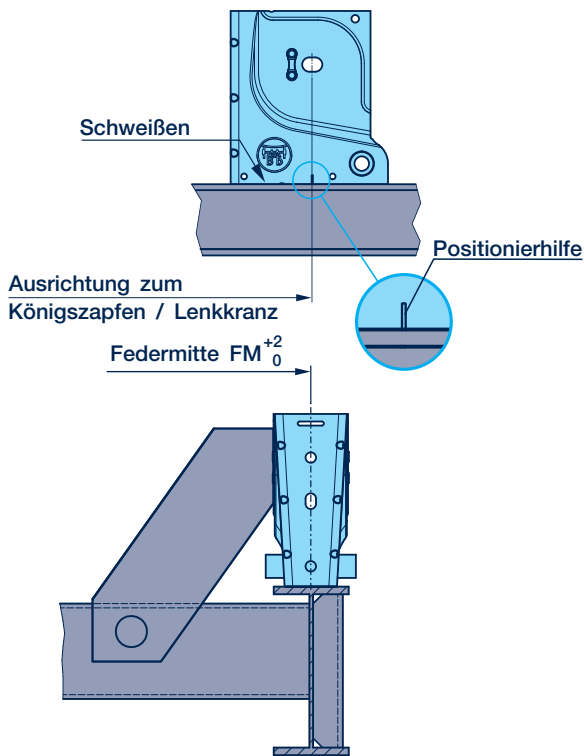 Schweißen
Positionierhilfe
Ausrichtung zum
Königszapfen / Lenkkranz
Federmitte FM +2 0